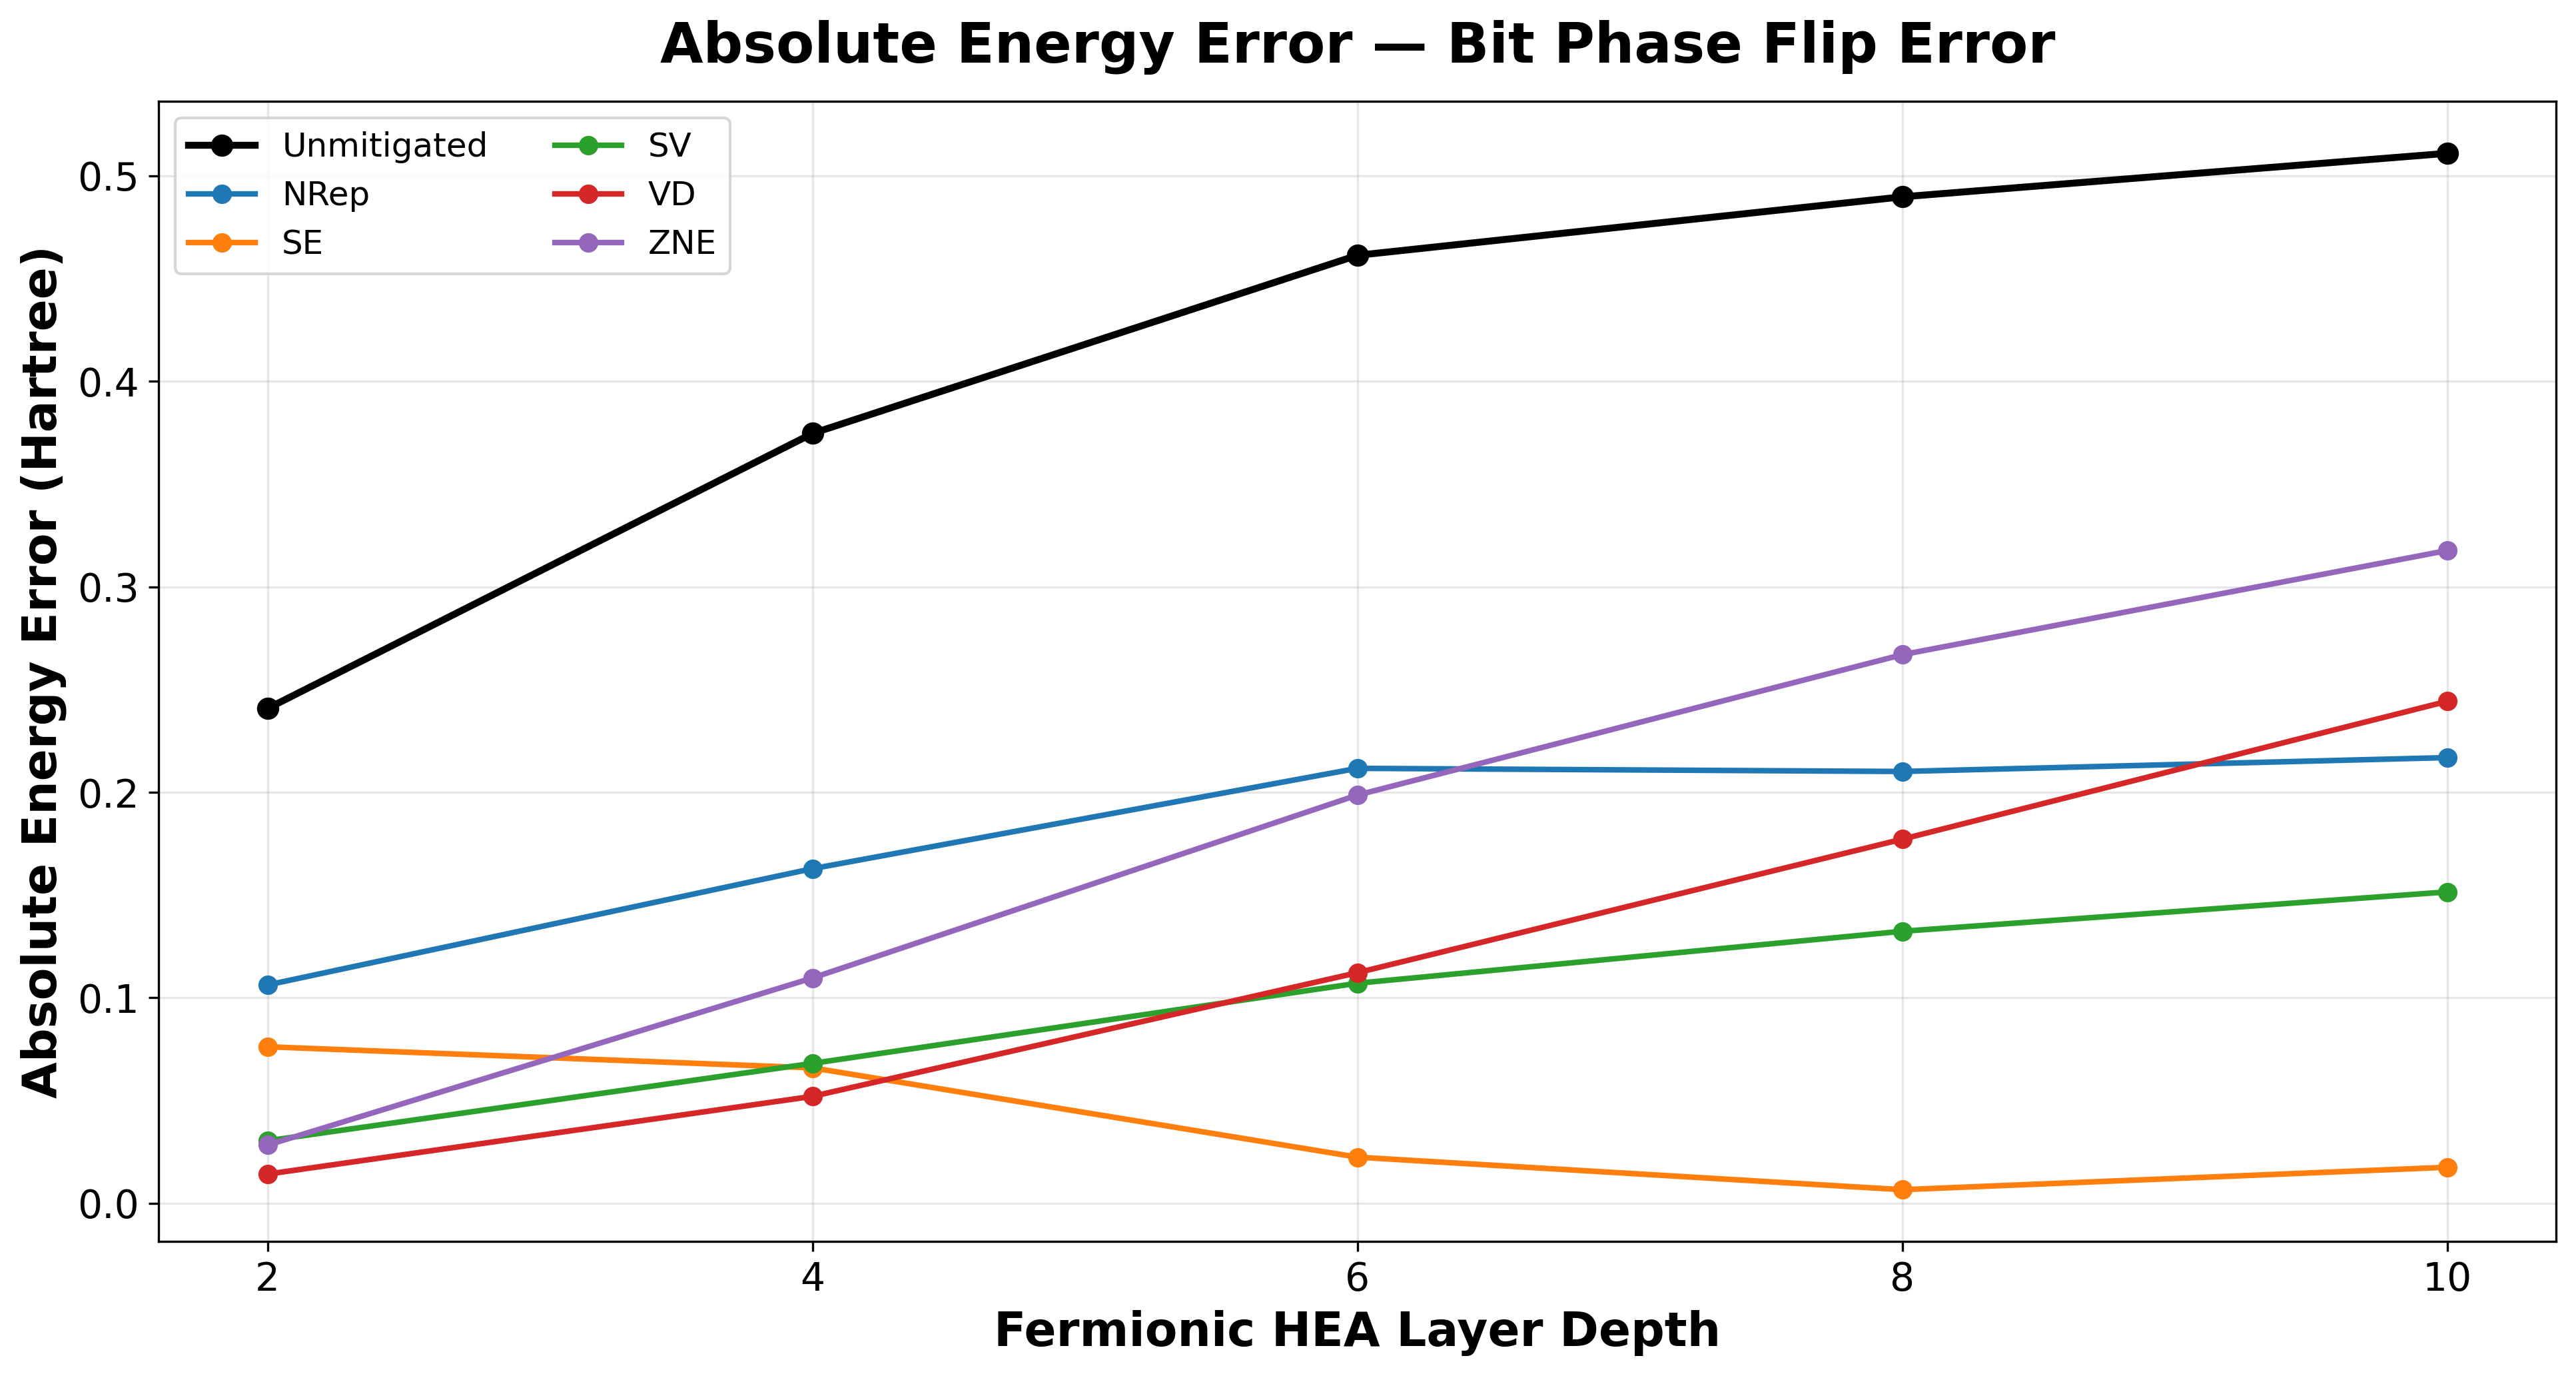 Absolute Energy Error — Bit Phase Flip Error
Unmitigated
NRep
SE
SV
VD
ZNE
Absolute Energy Error (Hartree)
0.5
0.4
0.3
0.2
0.1
0.0
2 4 6 8 10
Fermionic HEA Layer Depth